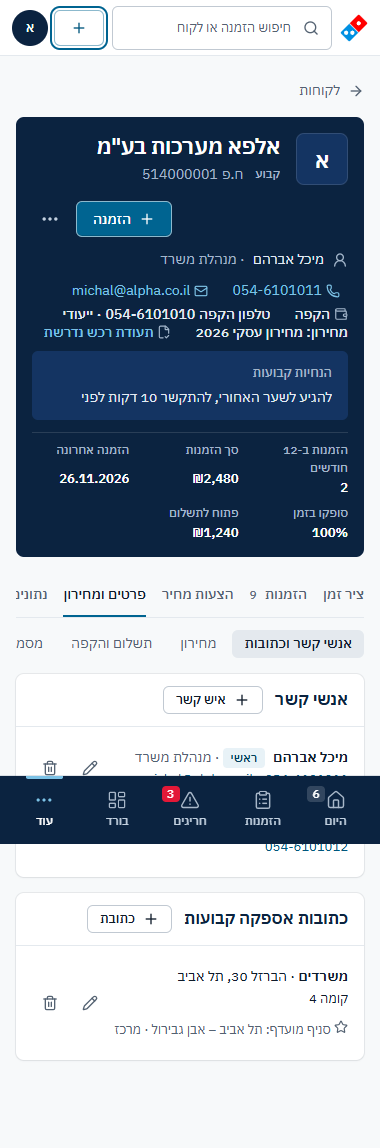 חיפוש הזמנה או לקוח
א
לקוחות
א
אלפא מערכות בע"מ
קבוע ח.פ 514000001
הזמנה
מיכל אברהם · מנהלת משרד
054-6101011 michal@alpha.co.il
הקפה טלפון הקפה 054-6101010 · ייעודי
מחירון: מחירון עסקי 2026 תעודת רכש נדרשת
הנחיות קבועות
להגיע לשער האחורי, להתקשר 10 דקות לפני
הזמנות ב-12 חודשים
2
סך הזמנות
₪2,480
הזמנה אחרונה
26.11.2026
סופקו בזמן
100%
פתוח לתשלום
₪1,240
ציר זמן הזמנות 9 הצעות מחיר פרטים ומחירון נתוני
אנשי קשר וכתובות מחירון תשלום והקפה מסמ
אנשי קשר
איש קשר
מיכל אברהם ראשי · מנהלת משרד
היום 6
הזמנות
חריגים 3
בורד
עוד
054-6101012
כתובות אספקה קבועות
כתובת
משרדים · הברזל 30, תל אביב
קומה 4
סניף מועדף: תל אביב – אבן גבירול · מרכז